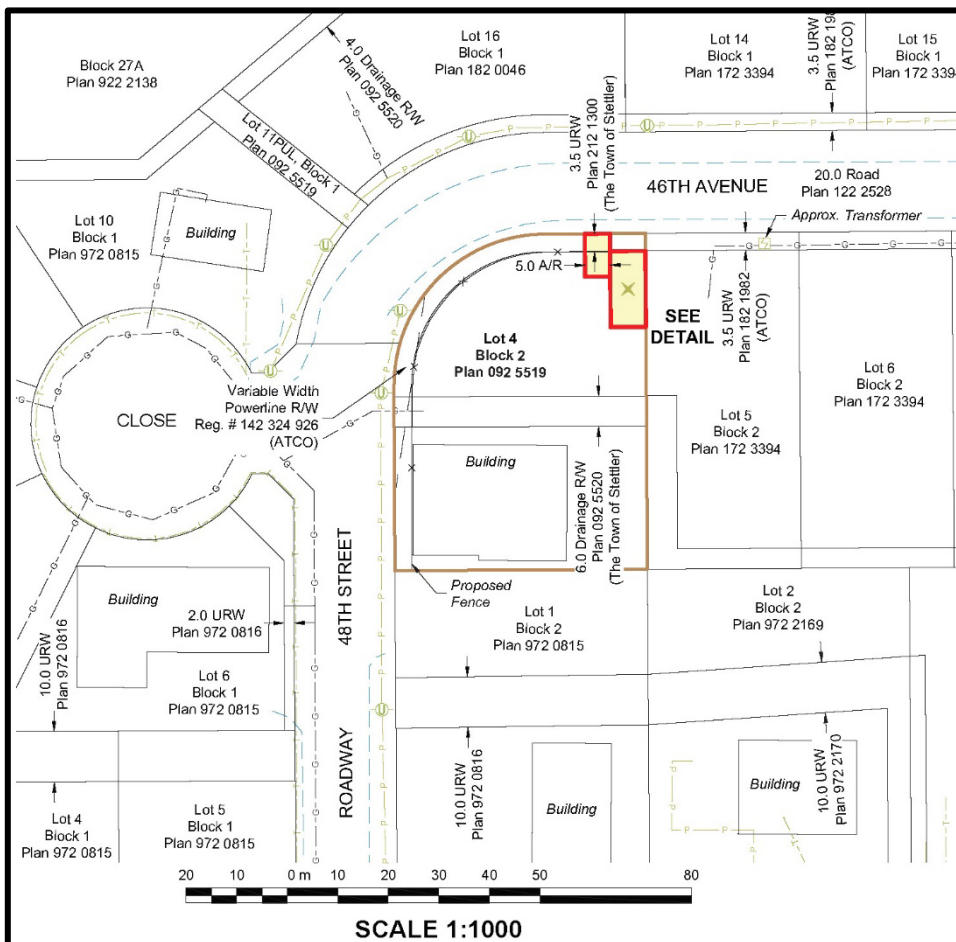 Block 27A
Plan 922 2138
4.0 Drainage R/W
Plan 092 5520
Lot 16
Block 1
Plan 182 0046
Lot 14
Block 1
Plan 172 3394
3.5 URW
Plan 182 1982
(ATCO)
Lot 15
Block 1
Plan 172 3394
Lot 11PUL, Block 1
Plan 092 5519
3.5 URW
Plan 212 1300
(The Town of Stettler)
46TH AVENUE
20.0 Road
Plan 122 2528
Approx. Transformer
Lot 10
Block 1
Plan 970 0815
Building
5.0 A/R
SEE
DETAIL
3.5 URW
Plan 182 1982
(ATCO)
Lot 4
Block 2
Plan 092 5519
Lot 6
Block 2
Plan 172 3394
Lot 5
Block 2
Plan 172 3394
CLOSE
Variable Width
Powerline R/W
Reg. # 142 324 926
(ATCO)
Building
6.0 Drainage R/W
Plan 092 5520
(The Town of Stettler)
Proposed
Fence
48TH STREET
ROADWAY
Building
2.0 URW
Plan 972 0816
10.0 URW
Plan 972 0816
Lot 6
Block 1
Plan 972 0815
Lot 1
Block 2
Plan 972 0815
Lot 2
Block 2
Plan 972 2169
10.0 URW
Plan 972 0816
10.0 URW
Plan 972 2170
Building
Building
Lot 4
Block 1
Plan 972 0815
Lot 5
Block 1
Plan 972 0815
20 10 0 m 10 20 30 40 50 80
SCALE 1:1000